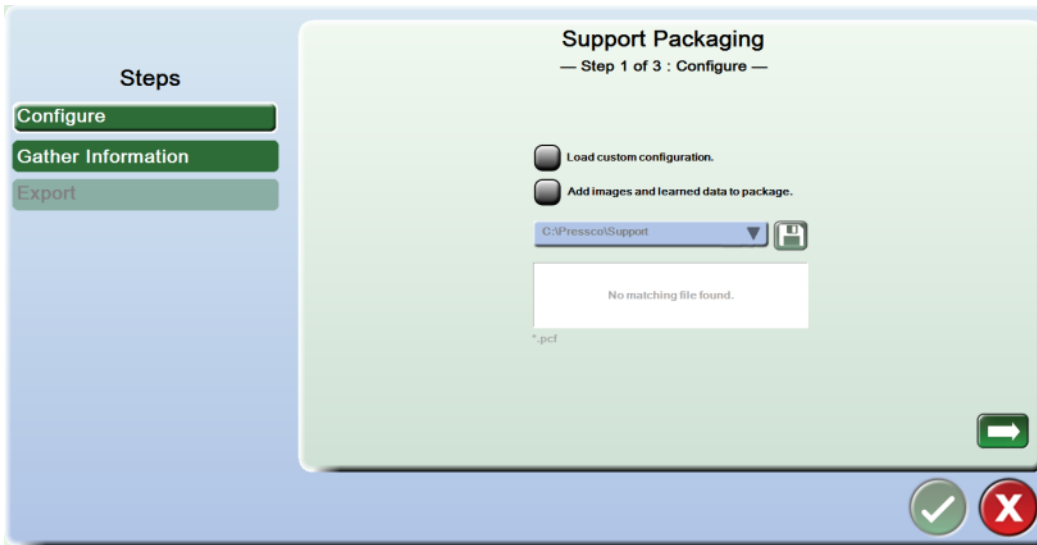 Steps
Configure
Gather Information
Export
Support Packaging
— Step 1 of 3 : Configure —
Load custom configuration.
Add images and learned data to package.
C:\Pressco\Support
No matching file found.
*.pcf